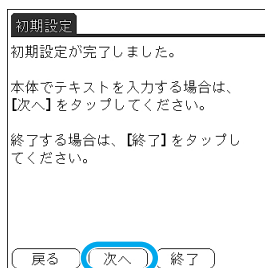 初期設定
初期設定が完了しました。
本体でテキストを入力する場合は、
【次へ】をタップしてください。
終了する場合は、【終了】をタップし
てください。
戻る 次へ 終了